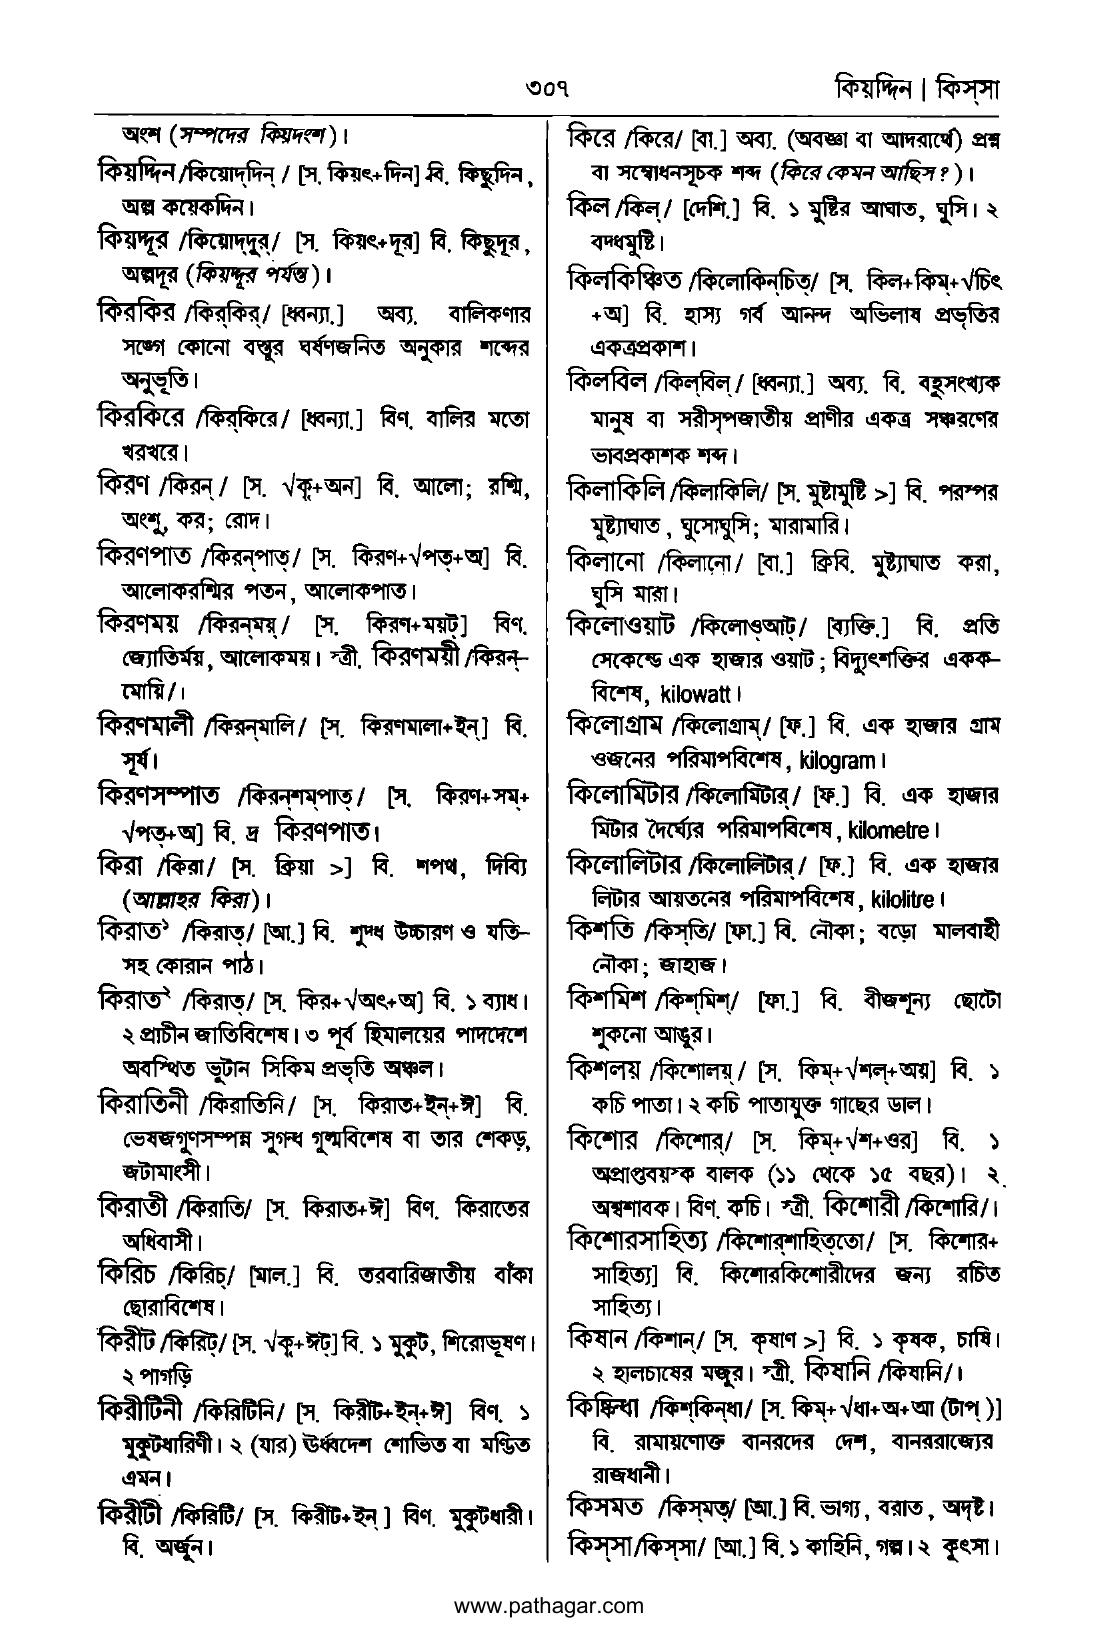 ৩০৭
কিয়দ্দিন | কিস্‌সা
অংশ (সম্পদের কিয়দংশ)।
কিয়দ্দিন /কিয়োদ্‌দিন্‌ / [স. কিয়ৎ+দিন] বি. কিছুদিন,
অল্প কয়েকদিন।
কিয়দ্দূর /কিয়োদ্‌দুর্‌/ [স. কিয়ৎ+দূর] বি. কিছুদূর,
অল্পদূর (কিয়দ্দূর পর্যন্ত)।
কিরকির /কির্‌কির্‌/ [ধ্বন্যা.] অব্য. বালিকণার
সঙ্গে কোনো বস্তুর ঘর্ষণজনিত অনুকার শব্দের
অনুভূতি।
কিরকিরে /কির্‌কিরে/ [ধ্বন্যা.] বিণ. বালির মতো
খরখরে।
কিরণ /কিরন্‌ / [স. √কৄ+অন] বি. আলো; রশ্মি,
অংশু, কর; রোদ।
কিরণপাত /কিরন্‌পাত্‌/ [স. কিরণ+√পত্‌+অ] বি.
আলোকরশ্মির পতন, আলোকপাত।
কিরণময় /কিরন্‌ময়্‌ / [স. কিরণ+ময়ট্‌] বিণ.
জ্যোতির্ময়, আলোকময়। স্ত্রী. কিরণময়ী /কিরন্‌–
মোয়ি/।
কিরণমালী /কিরন্‌মালি/ [স. কিরণমালা+ইন্‌] বি.
সূর্য।
কিরণসম্পাত /কিরন্‌শম্‌পাত্‌/ [স. কিরণ+সম্‌+
√পত্‌+অ] বি. দ্র কিরণপাত।
কিরা /কিরা/ [স. ক্রিয়া >] বি. শপথ, দিব্যি
(আল্লাহর কিরা)।
কিরাত১ /কিরাত্‌/ [আ.] বি. শুদ্ধ উচ্চারণ ও যতি–
সহ কোরান পাঠ।
কিরাত২ /কিরাত্‌/ [স. কির+√অৎ+অ] বি. ১ ব্যাধ।
২ প্রাচীন জাতিবিশেষ। ৩ পূর্ব হিমালয়ের পাদদেশে
অবস্থিত ভুটান সিকিম প্রভৃতি অঞ্চল।
কিরাতিনী /কিরাতিনি/ [স. কিরাত+ইন্‌+ঈ] বি.
ভেষজগুণসম্পন্ন সুগন্ধ গুল্মবিশেষ বা তার শেকড়,
জটামাংসী।
কিরাতী /কিরাতি/ [স. কিরাত+ঈ] বিণ. কিরাতের
অধিবাসী।
কিরিচ /কিরিচ্‌/ [মাল.] বি. তরবারিজাতীয় বাঁকা
ছোরাবিশেষ।
কিরীট /কিরিট্‌/ [স. √কৄ+ঈট] বি. ১ মুকুট, শিরোভূষণ।
২ পাগড়ি
কিরীটিনী /কিরিটিনি/ [স. কিরীট+ইন্‌+ঈ] বিণ. ১
মুকুটধারিণী। ২ (যার) ঊর্ধ্বদেশ শোভিত বা মণ্ডিত
এমন।
কিরীটী /কিরিটি/ [স. কিরীট+ইন্‌ ] বিণ. মুকুটধারী।
বি. অর্জুন।
কিরে /কিরে/ [বা.] অব্য. (অবজ্ঞা বা আদরার্থে) প্রশ্ন
বা সম্বোধনসূচক শব্দ (কিরে কেমন আছিস?)।
কিল /কিল্‌/ [দেশি.] বি. ১ মুষ্টির আঘাত, ঘুসি। ২
বদ্ধমুষ্টি।
কিলকিঞ্চিত /কিলোকিন্‌চিত্‌/ [স. কিল+কিম্‌+√চিৎ
+অ] বি. হাস্য গর্ব আনন্দ অভিলাষ প্রভৃতির
একত্রপ্রকাশ।
কিলবিল /কিল্‌বিল্‌ / [ধ্বন্যা.] অব্য. বি. বহুসংখ্যক
মানুষ বা সরীসৃপজাতীয় প্রাণীর একত্র সঞ্চরণের
ভাবপ্রকাশক শব্দ।
কিলাকিলি /কিলাকিলি/ [স. মুষ্টামুষ্টি >] বি. পরস্পর
মুষ্ট্যাঘাত, ঘুসোঘুসি; মারামারি।
কিলানো /কিলানো/ [বা.] ক্রিবি. মুষ্ট্যাঘাত করা,
ঘুসি মারা।
কিলোওয়াট /কিলোওআট্‌/ [ব্যক্তি.] বি. প্রতি
সেকেন্ডে এক হাজার ওয়াট; বিদ্যুৎশক্তির একক–
বিশেষ, kilowatt।
কিলোগ্রাম /কিলোগ্রাম্‌/ [ফ.] বি. এক হাজার গ্রাম
ওজনের পরিমাপবিশেষ, kilogram।
কিলোমিটার /কিলোমিটার্‌/ [ফ.] বি. এক হাজার
মিটার দৈর্ঘ্যের পরিমাপবিশেষ, kilometre।
কিলোলিটার /কিলোলিটার্‌/ [ফ.] বি. এক হাজার
লিটার আয়তনের পরিমাপবিশেষ, kilolitre।
কিশতি /কিস্‌তি/ [ফা.] বি. নৌকা; বড়ো মালবাহী
নৌকা; জাহাজ।
কিশমিশ /কিশ্‌মিশ্‌/ [ফা.] বি. বীজশূন্য ছোটো
শুকনো আঙুর।
কিশলয় /কিশোলয়্‌/ [স. কিম্‌+√শল্‌+অয়] বি. ১
কচি পাতা। ২ কচি পাতাযুক্ত গাছের ডাল।
কিশোর /কিশোর্‌/ [স. কিম্‌+√শ+ওর] বি. ১
অপ্রাপ্তবয়স্ক বালক (১১ থেকে ১৫ বছর)। ২
অশ্বশাবক। বিণ. কচি। স্ত্রী. কিশোরী /কিশোরি/।
কিশোরসাহিত্য /কিশোর্‌শাহিত্‌তো/ [স. কিশোর+
সাহিত্য] বি. কিশোরকিশোরীদের জন্য রচিত
সাহিত্য।
কিষান /কিশান্‌/ [স. কৃষাণ >] বি. ১ কৃষক, চাষি।
২ হালচাষের মজুর। স্ত্রী. কিষানি /কিষানি/।
কিষ্কিন্ধা /কিশ্‌কিন্‌ধা/ [স. কিম্‌+√ধা+অ+আ (টাপ্‌ )]
বি. রামায়ণোক্ত বানরদের দেশ, বানররাজ্যের
রাজধানী।
কিসমত /কিস্‌মত্‌/ [আ.] বি. ভাগ্য, বরাত, অদৃষ্ট।
কিস্‌সা /কিস্‌সা/ [আ.] বি. ১ কাহিনি, গল্প। ২ কুৎসা।
www.pathagar.com